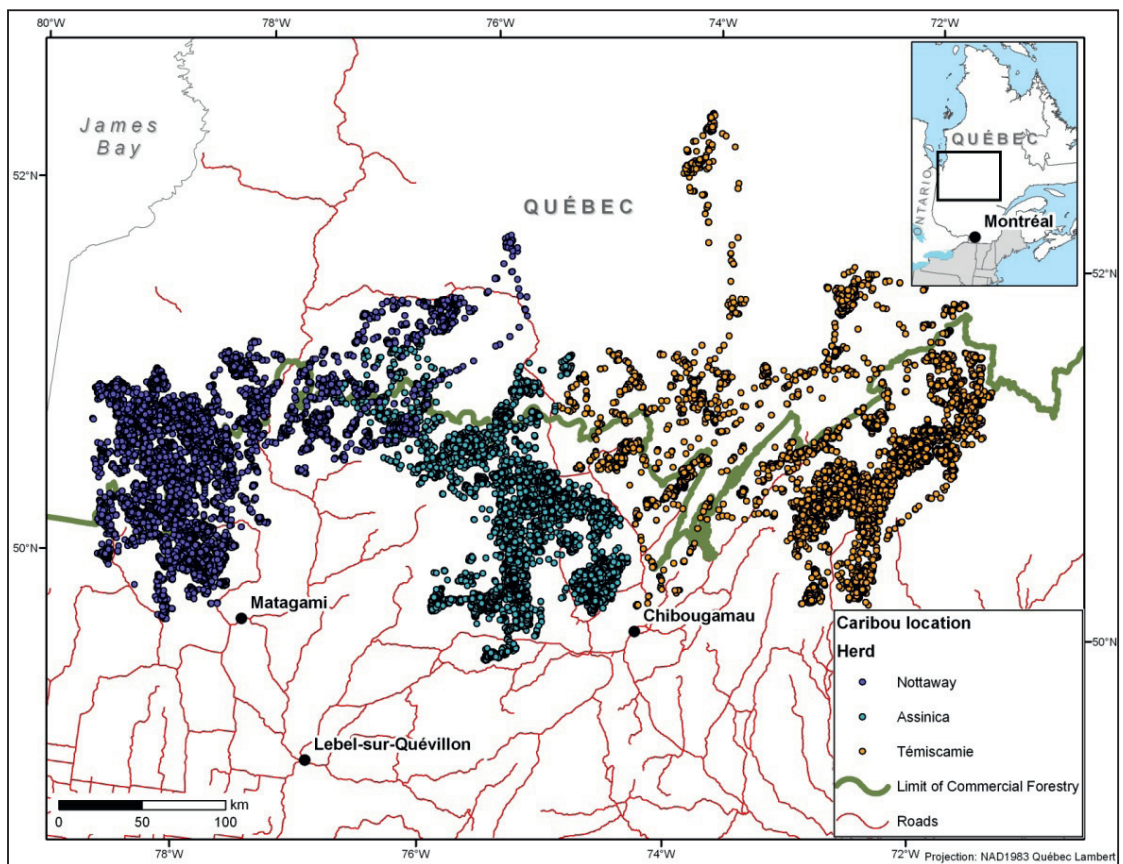 80°W
78°W
76°W
74°W
72°W
James
Bay
52°N
QUÉBEC
52°N
50°N
50°N
Matagami
Chibougamau
Lebel-sur-Quévillon
km
0 50 100
QUÉBEC
ONTARIO
Montréal
Caribou location
Herd
Nottaway
Assinica
Témiscamie
Limit of Commercial Forestry
Roads
78°W
76°W
74°W
72°W
Projection: NAD1983 Québec Lambert